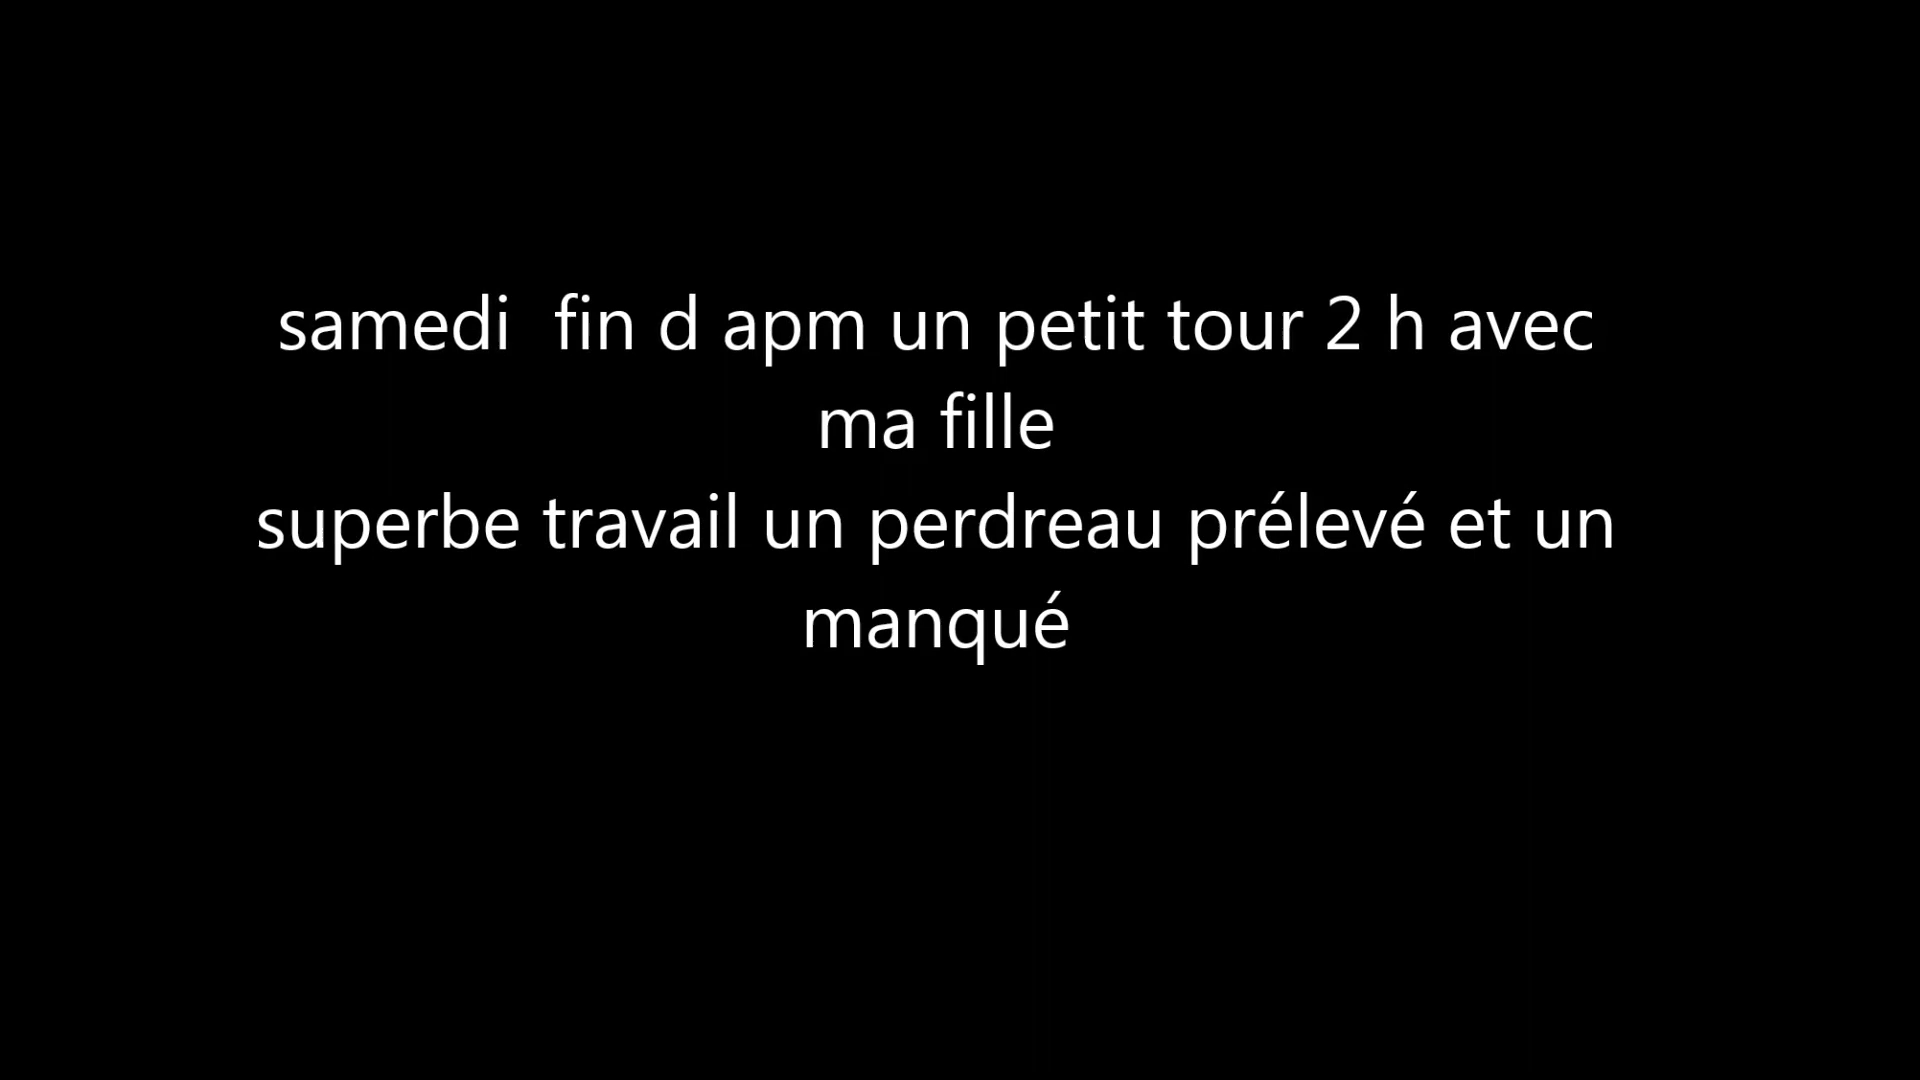 samedi  fin d apm un petit tour 2 h avec
ma fille
superbe travail un perdreau prélevé et un
manqué